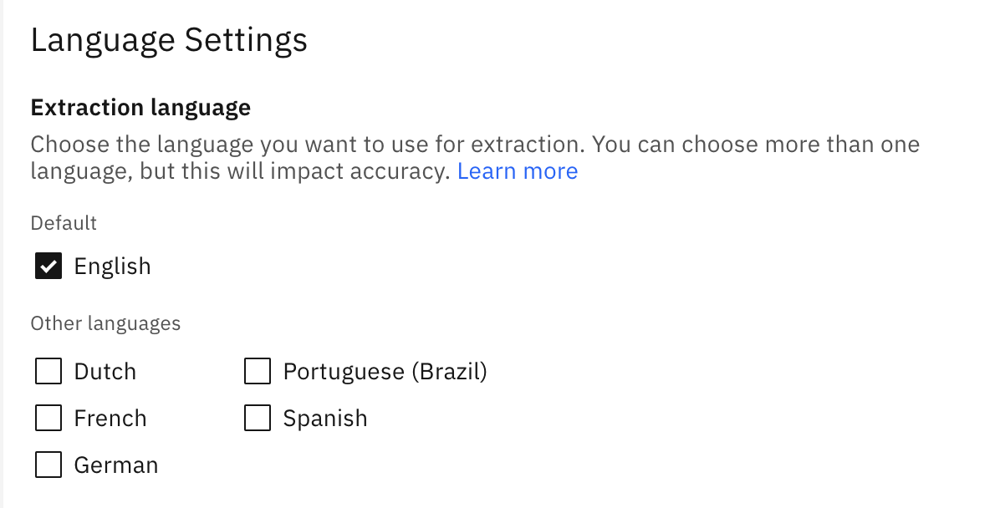 Language Settings
Extraction language
Choose the language you want to use for extraction. You can choose more than one
language, but this will impact accuracy. Learn more
Default
English
Other languages
Dutch
French
German
Portuguese (Brazil)
Spanish